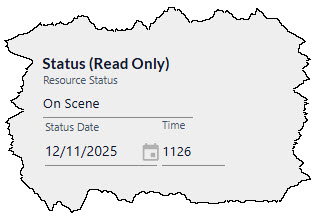 Status (Read Only)
Resource Status
On Scene
Status Date Time
12/11/2025 1126